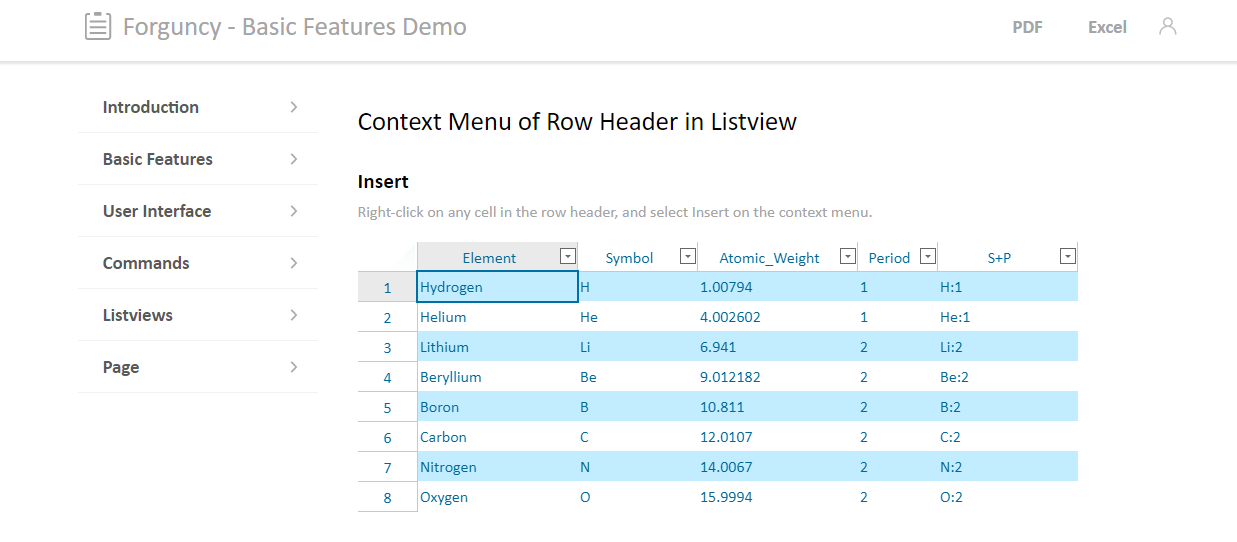 Forguncy - Basic Features Demo PDF Excel
Introduction
Basic Features
User Interface
Commands
Listviews
Page
Context Menu of Row Header in Listview
Insert
Right-click on any cell in the row header, and select Insert on the context menu.
Element Symbol Atomic_Weight Period S+P
1 Hydrogen H 1.00794 1 H:1
2 Helium He 4.002602 1 He:1
3 Lithium Li 6.941 2 Li:2
4 Beryllium Be 9.012182 2 Be:2
5 Boron B 10.811 2 B:2
6 Carbon C 12.0107 2 C:2
7 Nitrogen N 14.0067 2 N:2
8 Oxygen O 15.9994 2 O:2